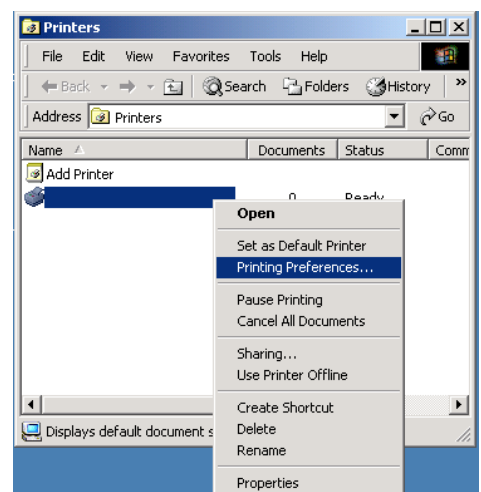 Printers
File Edit View Favorites Tools Help
Back Search Folders History »
Address Printers Go
Name Documents Status Comm
Add Printer
0 Ready
Open
Set as Default Printer
Printing Preferences...
Pause Printing
Cancel All Documents
Sharing...
Use Printer Offline
Create Shortcut
Displays default document s
Delete
Rename
Properties